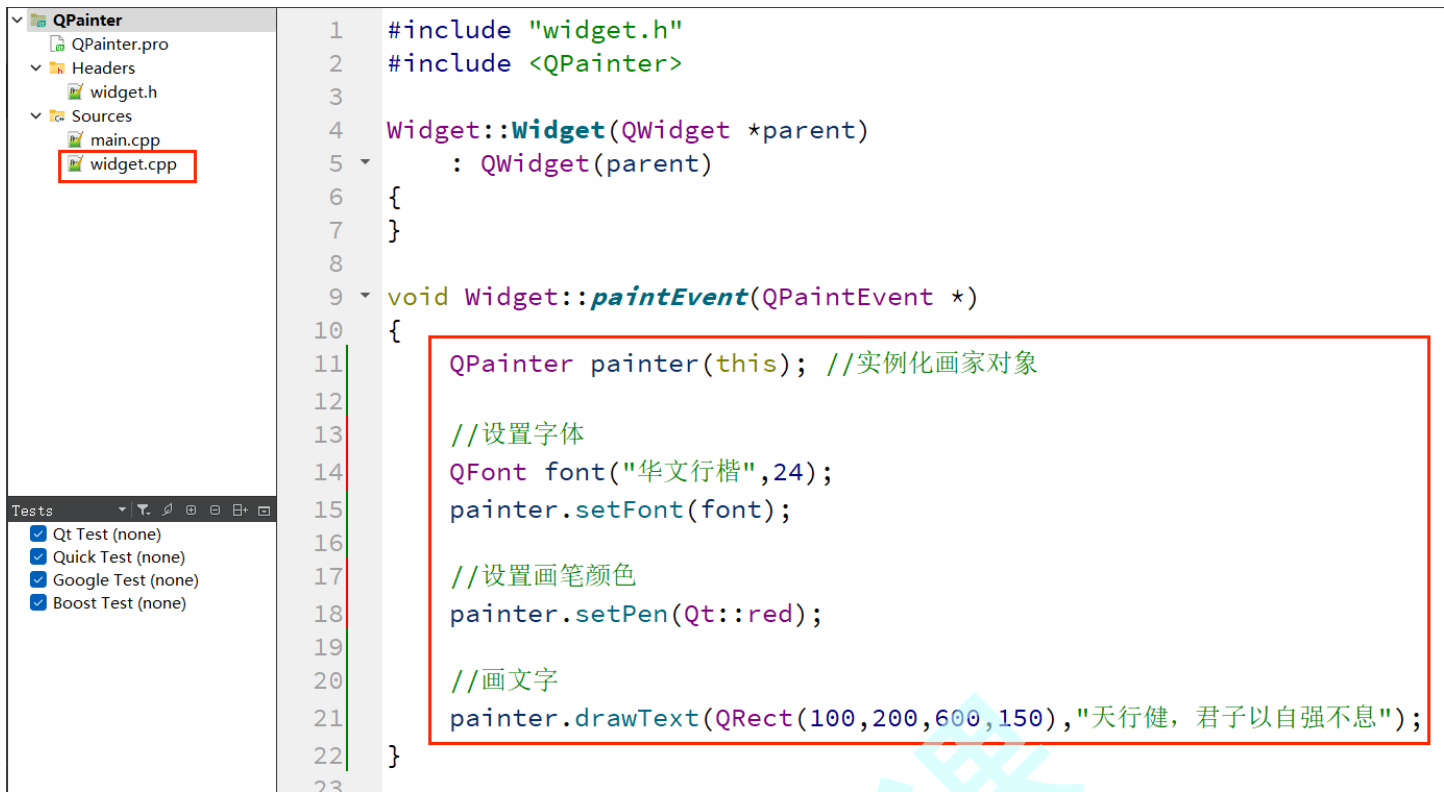 QPainter
QPainter.pro
Headers
widget.h
Sources
main.cpp
widget.cpp
Tests
Qt Test (none)
Quick Test (none)
Google Test (none)
Boost Test (none)
1 #include "widget.h"
2 #include <QPainter>
3
4 Widget::Widget(QWidget *parent)
5 : QWidget(parent)
6 {
7 }
8
9 void Widget::paintEvent(QPaintEvent *)
10 {
11 QPainter painter(this); //实例化画家对象
12
13 //设置字体
14 QFont font("华文行楷",24);
15 painter.setFont(font);
16
17 //设置画笔颜色
18 painter.setPen(Qt::red);
19
20 //画文字
21 painter.drawText(QRect(100,200,600,150),"天行健，君子以自强不息");
22 }
23